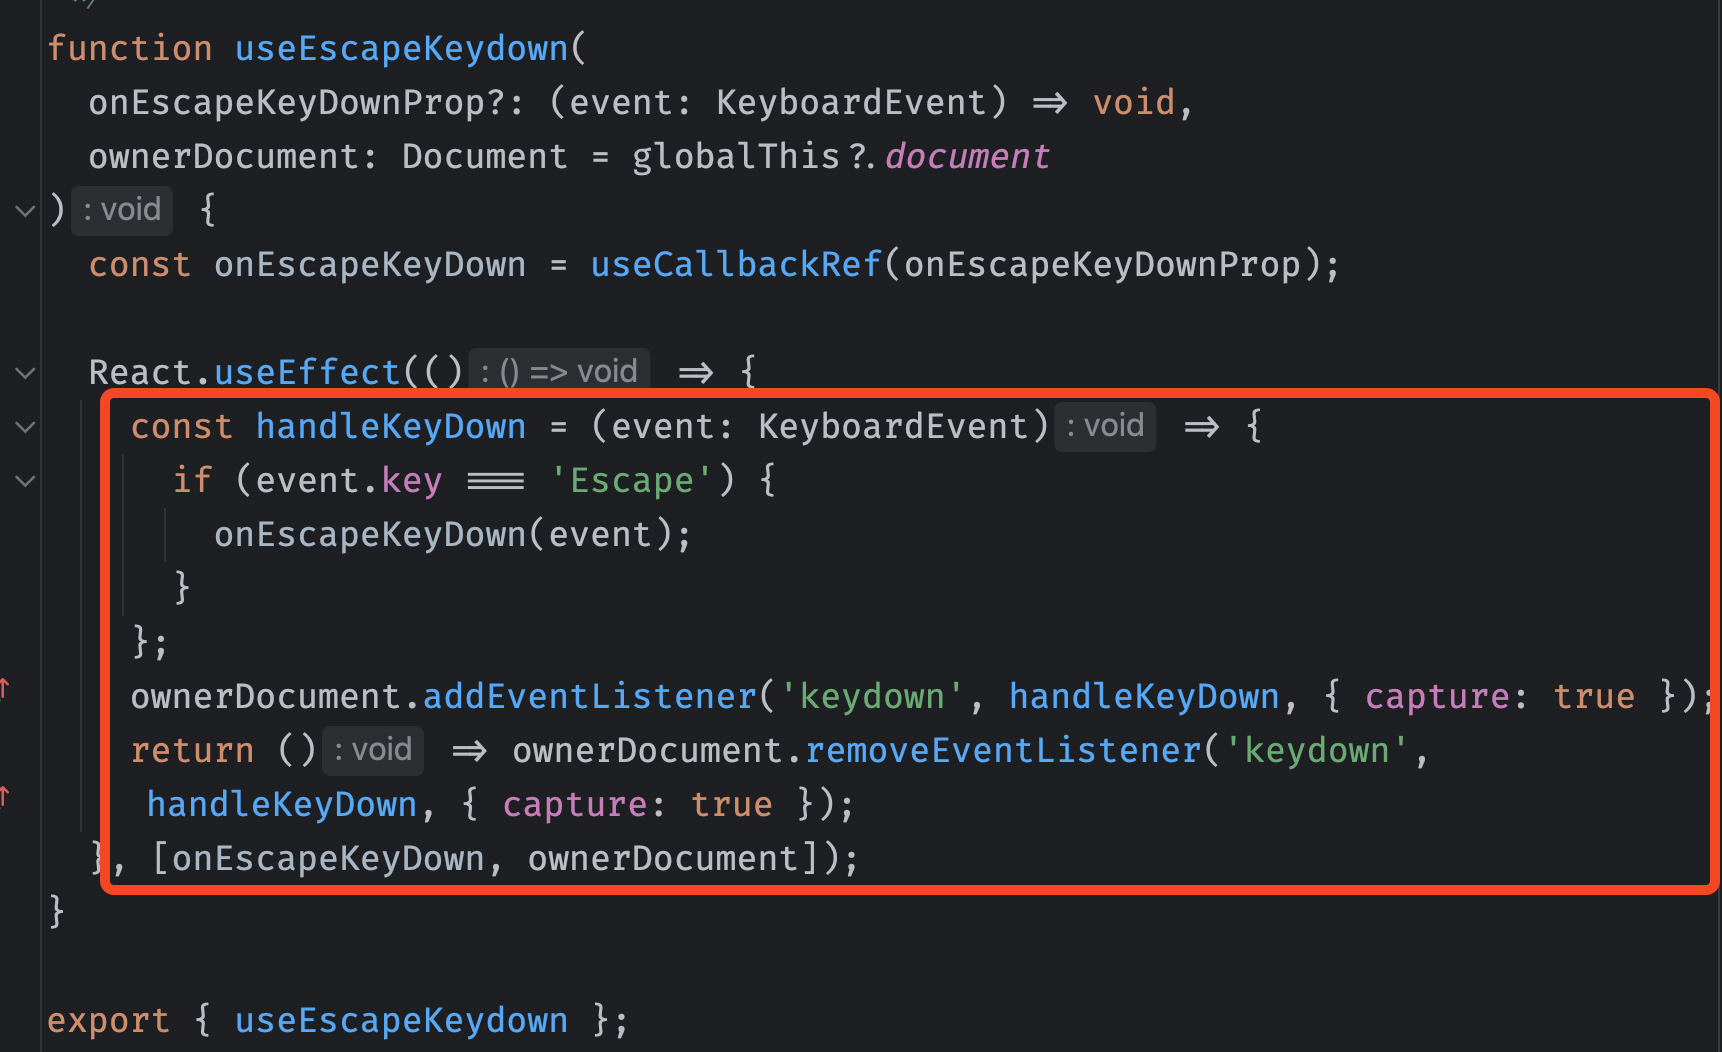 */
function useEscapeKeydown(
  onEscapeKeyDownProp?: (event: KeyboardEvent) => void,
  ownerDocument: Document = globalThis?.document
) : void {
  const onEscapeKeyDown = useCallbackRef(onEscapeKeyDownProp);
  React.useEffect(() : () => void => {
    const handleKeyDown = (event: KeyboardEvent) : void => {
      if (event.key === 'Escape') {
        onEscapeKeyDown(event);
      }
    };
    ownerDocument.addEventListener('keydown', handleKeyDown, { capture: true });
    return () : void => ownerDocument.removeEventListener('keydown',
     handleKeyDown, { capture: true });
  }, [onEscapeKeyDown, ownerDocument]);
}
export { useEscapeKeydown };